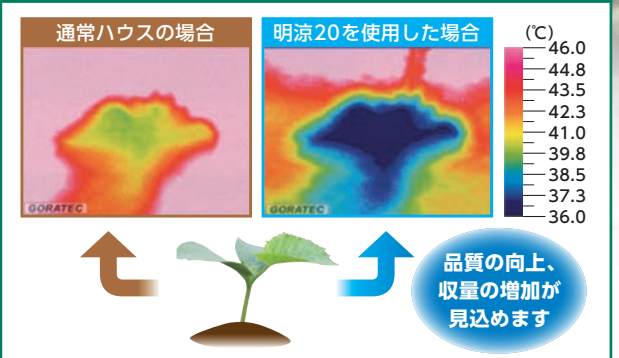 通常ハウスの場合
明涼20を使用した場合
(℃)
46.0
44.8
43.5
42.3
41.0
39.8
38.5
37.3
36.0
GORATEC
GORATEC
品質の向上、
収量の増加が
見込めます